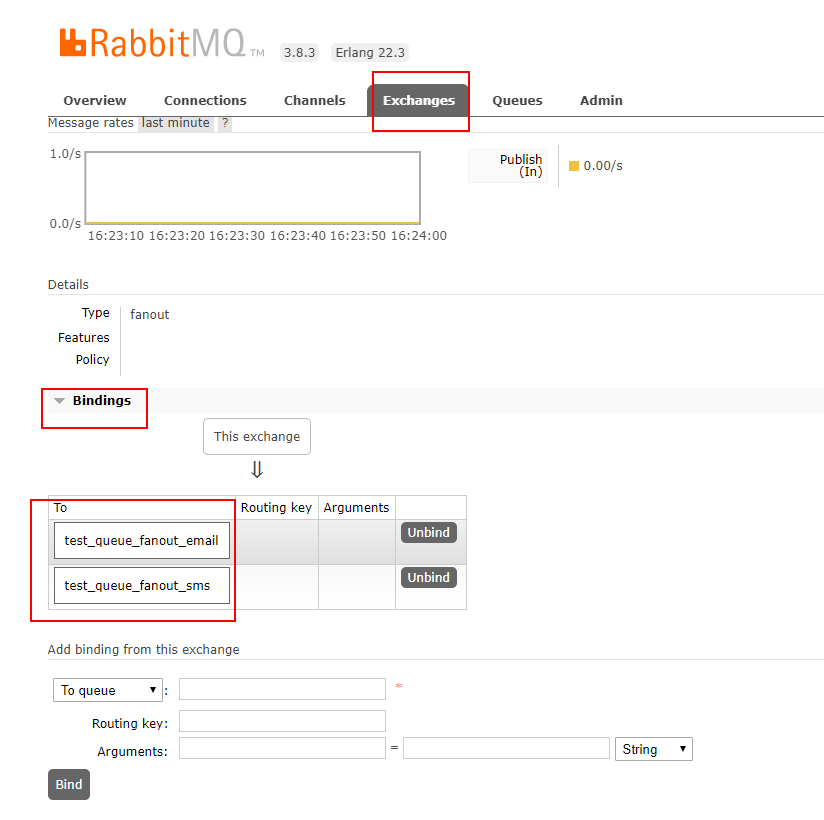 RabbitMQ TM 3.8.3 Erlang 22.3
Overview Connections Channels Exchanges Queues Admin
Message rates last minute ?
1.0/s
0.0/s
16:23:10 16:23:20 16:23:30 16:23:40 16:23:50 16:24:00
Publish
(In)
0.00/s
Details
Type fanout
Features
Policy
Bindings
This exchange
⇓
To Routing key Arguments
test_queue_fanout_email Unbind
test_queue_fanout_sms Unbind
Add binding from this exchange
To queue : *
Routing key:
Arguments: = String
Bind